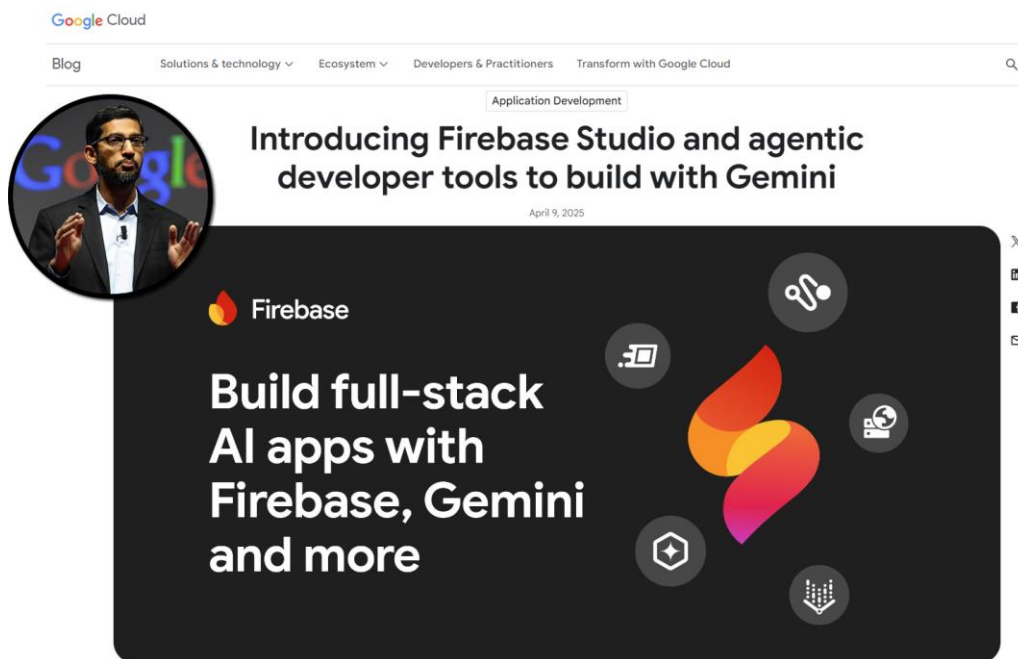 Google Cloud
Blog
Solutions & technology
Ecosystem
Developers & Practitioners
Transform with Google Cloud
Application Development
Introducing Firebase Studio and agentic
developer tools to build with Gemini
April 9, 2025
Google
Firebase
Build full-stack
AI apps with
Firebase, Gemini
and more